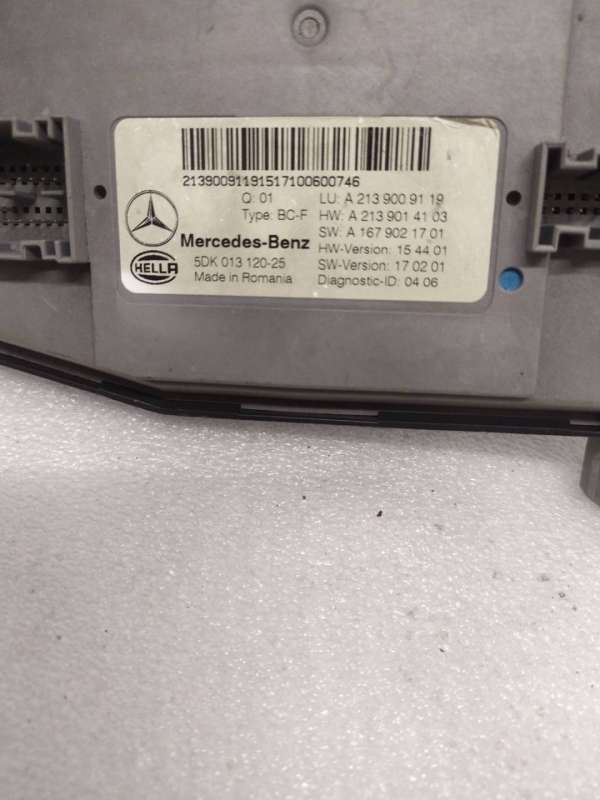 21390091191517100600746
Q: 01 LU: A 213 900 91 19
Type: BC-F HW: A 213 901 41 03
Mercedes-Benz SW: A 167 902 17 01
HW-Version: 15 44 01
HELLA 5DK 013 120-25 SW-Version: 17 02 01
Made in Romania Diagnostic-ID: 04 06